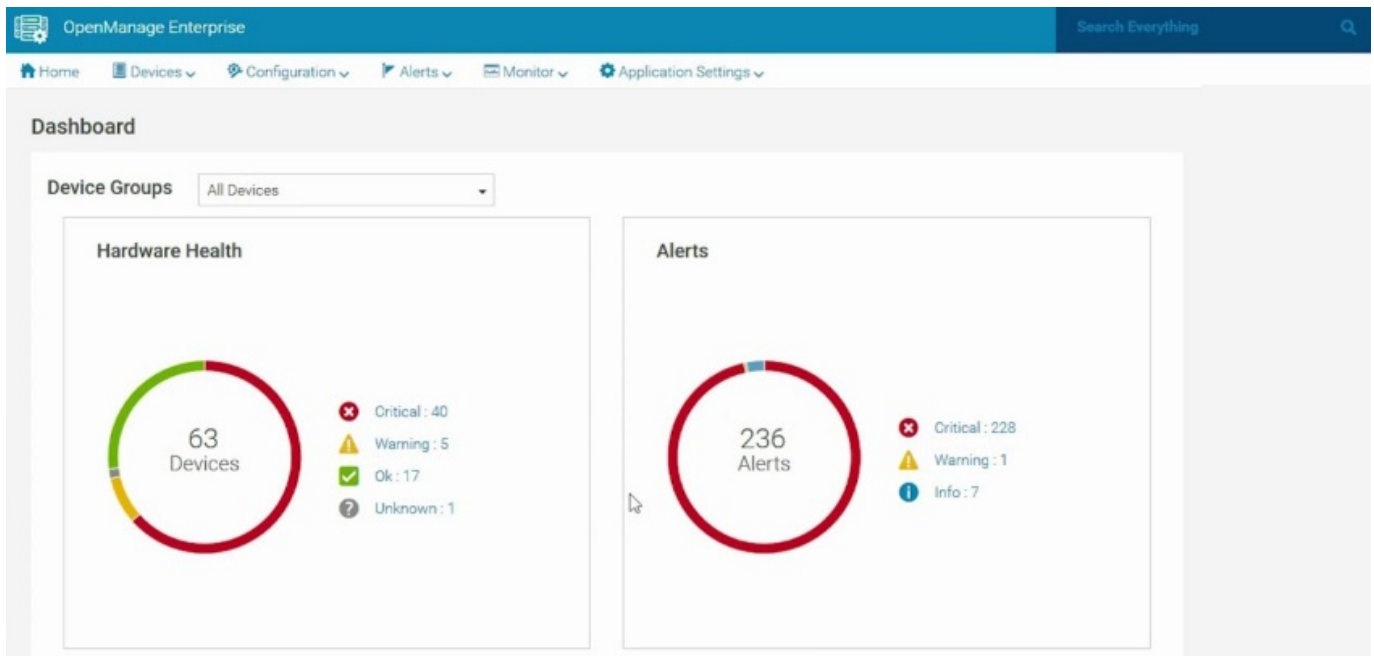 OpenManage Enterprise
Search Everything
Home Devices Configuration Alerts Monitor Application Settings
Dashboard
Device Groups All Devices
Hardware Health
63
Devices
Critical : 40
Warning : 5
Ok : 17
Unknown : 1
Alerts
236
Alerts
Critical : 228
Warning : 1
Info : 7